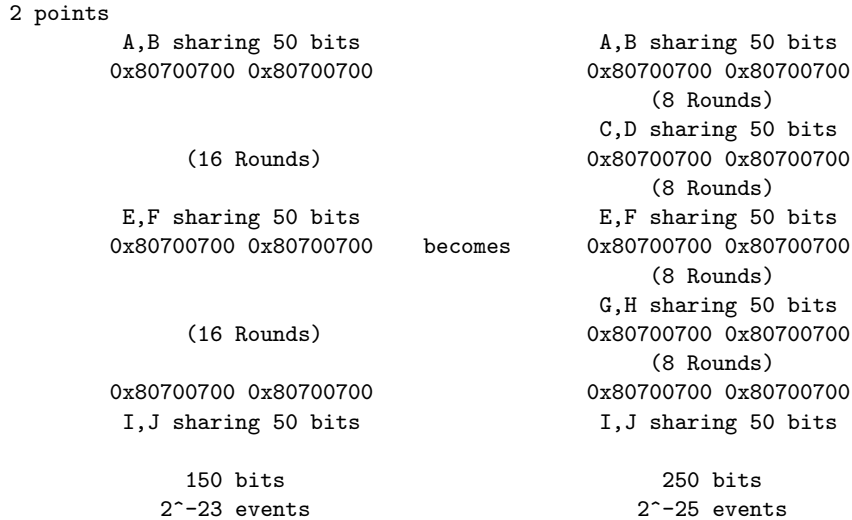 2 points
A,B sharing 50 bits A,B sharing 50 bits
0x80700700 0x80700700 0x80700700 0x80700700
(8 Rounds)
C,D sharing 50 bits
(16 Rounds) 0x80700700 0x80700700
(8 Rounds)
E,F sharing 50 bits E,F sharing 50 bits
0x80700700 0x80700700 becomes 0x80700700 0x80700700
(8 Rounds)
G,H sharing 50 bits
(16 Rounds) 0x80700700 0x80700700
(8 Rounds)
0x80700700 0x80700700 0x80700700 0x80700700
I,J sharing 50 bits I,J sharing 50 bits
150 bits 250 bits
2^-23 events 2^-25 events